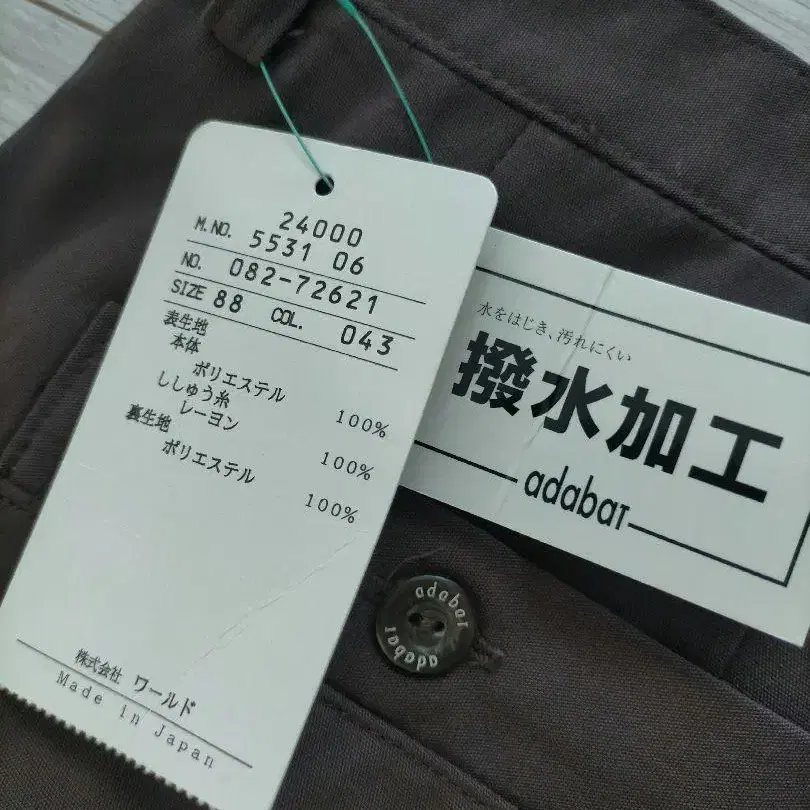 24000
M.NO. 5531 06
NO. 082-72621
SIZE 88 COL. 043
表生地
本体
ポリエステル 100%
ししゅう糸
レーヨン 100%
裏生地
ポリエステル 100%
株式会社 ワールド
Made in Japan
水をはじき、汚れにくい
撥水加工
adabat
adabat
adabat